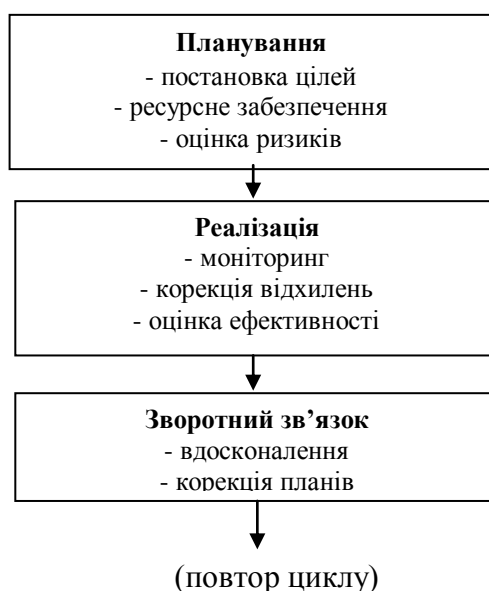 Планування
- постановка цілей
- ресурсне забезпечення
- оцінка ризиків
Реалізація
- моніторинг
- корекція відхилень
- оцінка ефективності
Зворотний зв’язок
- вдосконалення
- корекція планів
(повтор циклу)